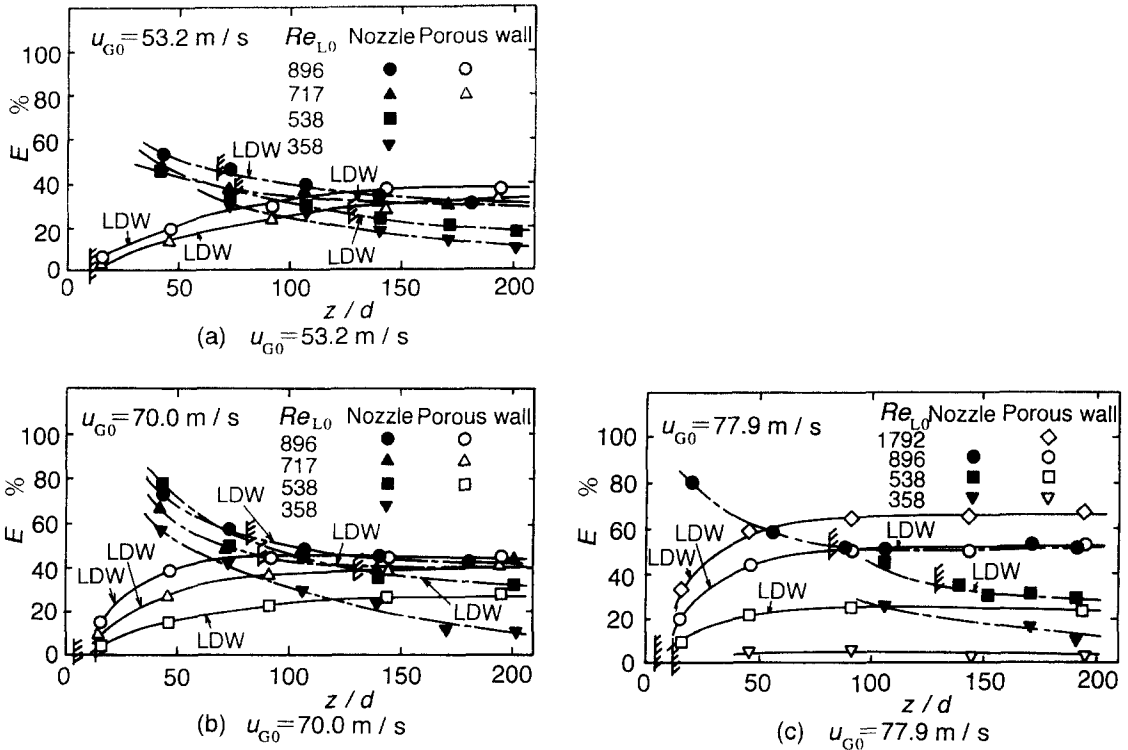 u_G0=53.2 m / s
Re_L0 Nozzle Porous wall
896
717
538
358
100
80
60
40
20
0
E %
LDW
LDW
LDW
LDW
LDW
0 50 100 150 200
z / d
(a) u_G0=53.2 m / s
u_G0=70.0 m / s
Re_L0 Nozzle Porous wall
896
717
538
358
100
80
60
40
20
0
E %
LDW
LDW
LDW
LDW
LDW
LDW
0 50 100 150 200
z / d
(b) u_G0=70.0 m / s
u_G0=77.9 m / s
Re_L0 Nozzle Porous wall
1792
896
538
358
100
80
60
40
20
0
E %
LDW
LDW
LDW
LDW
LDW
0 50 100 150 200
z / d
(c) u_G0=77.9 m / s